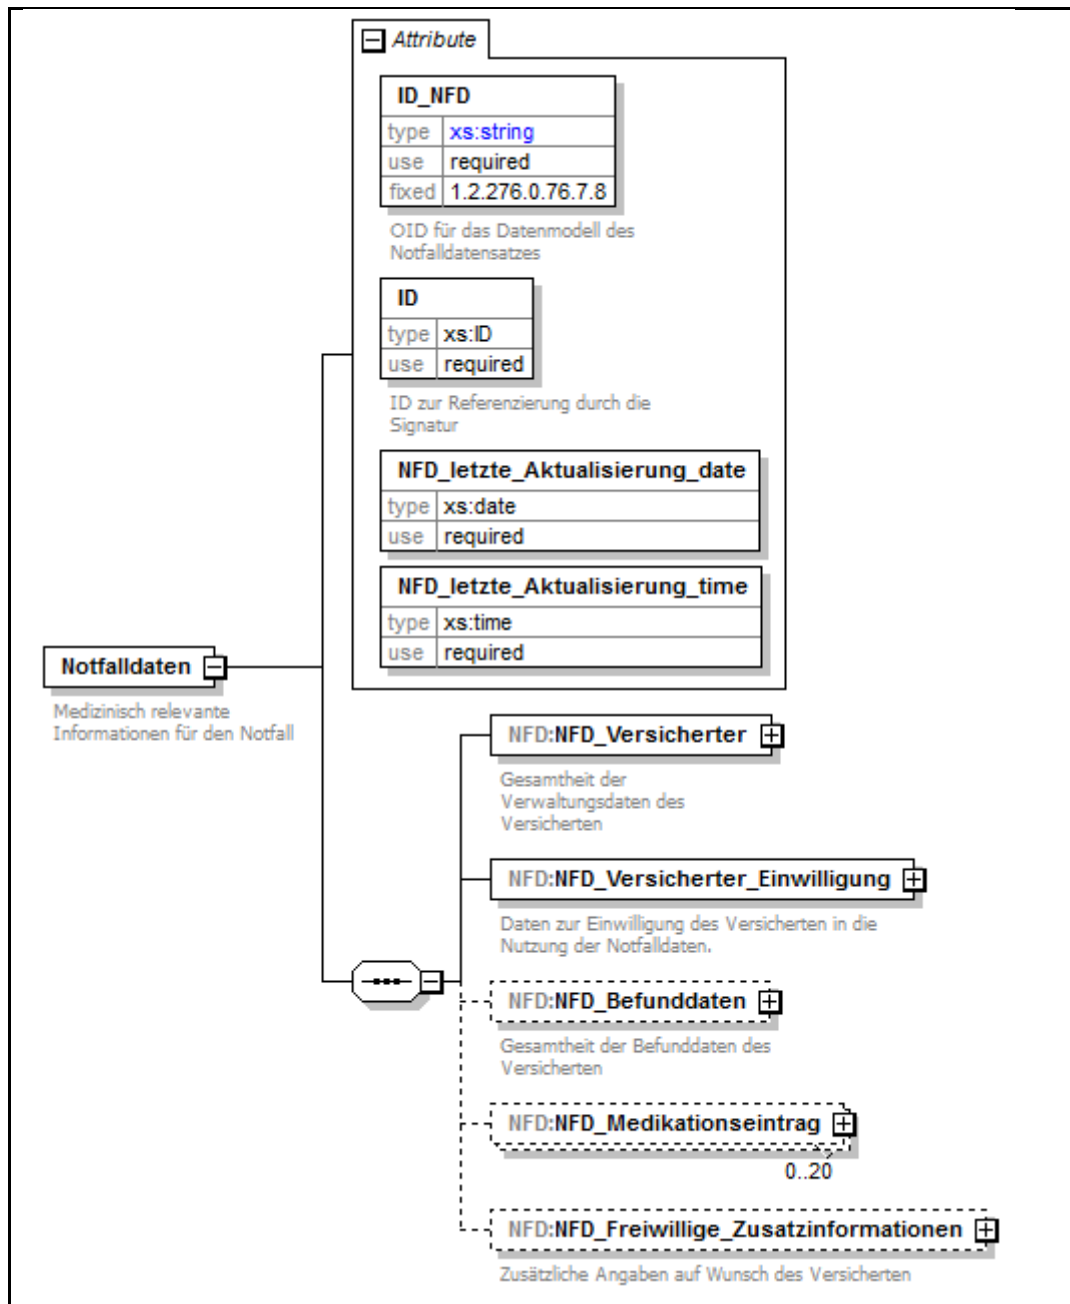 Attribute
ID_NFD
type xs:string
use required
fixed 1.2.276.0.76.7.8
OID für das Datenmodell des
Notfalldatensatzes
ID
type xs:ID
use required
ID zur Referenzierung durch die
Signatur
NFD_letzte_Aktualisierung_date
type xs:date
use required
NFD_letzte_Aktualisierung_time
type xs:time
use required
Notfalldaten
Medizinisch relevante
Informationen für den Notfall
NFD:NFD_Versicherter
Gesamtheit der
Verwaltungsdaten des
Versicherten
NFD:NFD_Versicherter_Einwilligung
Daten zur Einwilligung des Versicherten in die
Nutzung der Notfalldaten.
NFD:NFD_Befunddaten
Gesamtheit der Befunddaten des
Versicherten
NFD:NFD_Medikationseintrag
0..20
NFD:NFD_Freiwillige_Zusatzinformationen
Zusätzliche Angaben auf Wunsch des Versicherten